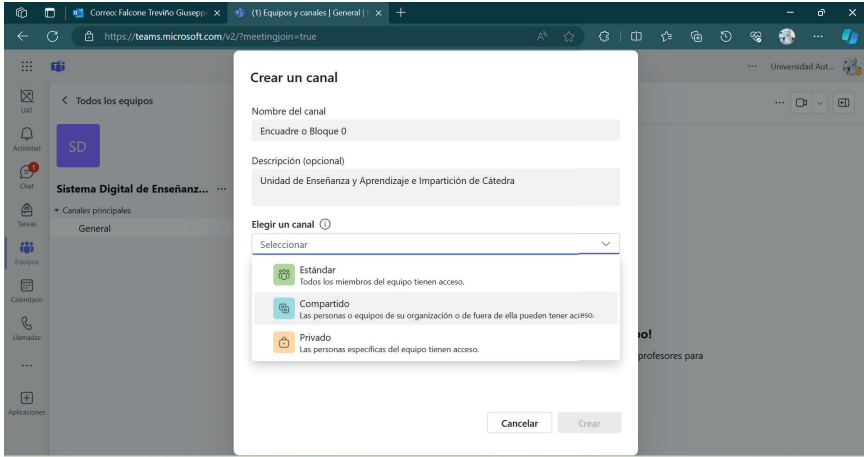 Correo: Falcone Treviño Giusepp
(1) Equipos y canales | General |
https://teams.microsoft.com/v2/?meetingjoin=true
Universidad Aut...
UAT
Actividad
Chat
1
Tareas
Equipos
Calendario
Llamadas
Aplicaciones
Todos los equipos
SD
Sistema Digital de Enseñanz...
Canales principales
General
Crear un canal
Nombre del canal
Encuadre o Bloque 0
Descripción (opcional)
Unidad de Enseñanza y Aprendizaje e Impartición de Cátedra
Elegir un canal
Seleccionar
Estándar
Todos los miembros del equipo tienen acceso.
Compartido
Las personas o equipos de su organización o de fuera de ella pueden tener acceso.
Privado
Las personas específicas del equipo tienen acceso.
po!
profesores para
Cancelar
Crear